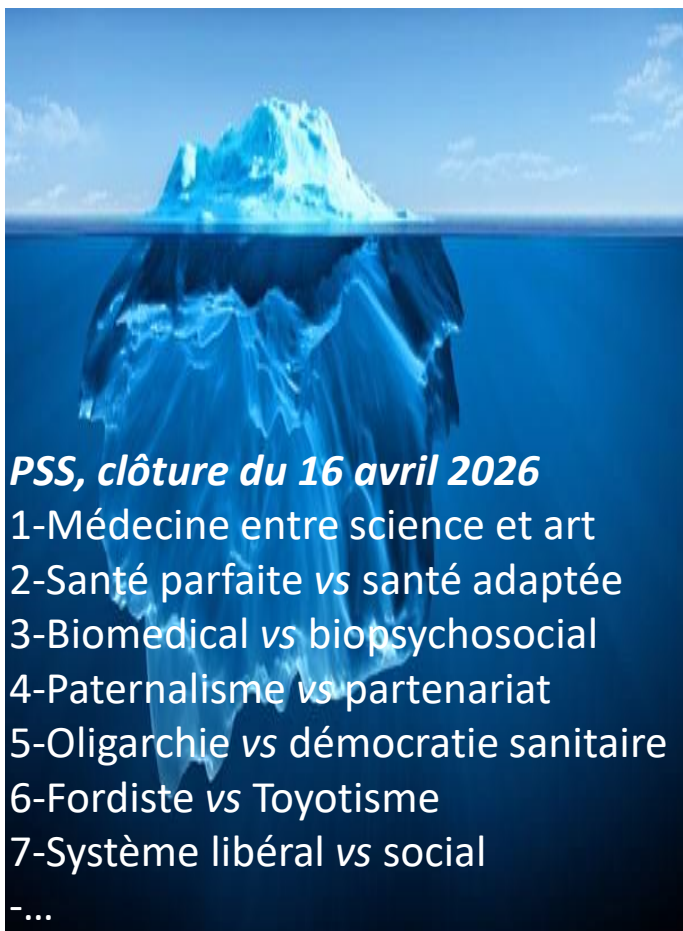 PSS, clôture du 16 avril 2026
1-Médecine entre science et art
2-Santé parfaite vs santé adaptée
3-Biomedical vs biopsychosocial
4-Paternalisme vs partenariat
5-Oligarchie vs démocratie sanitaire
6-Fordiste vs Toyotisme
7-Système libéral vs social
-...